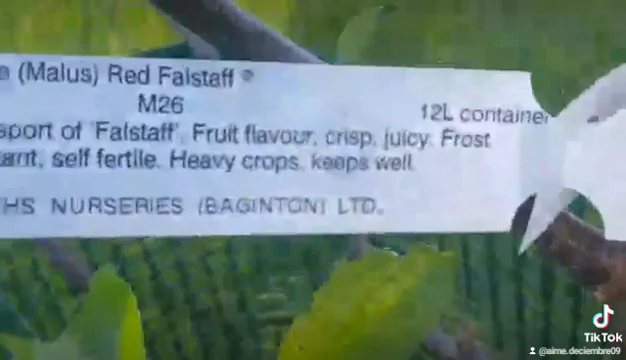 (Malus) Red Falstaff ®
M26
12L container
sport of 'Falstaff'. Fruit flavour, crisp, juicy. Frost
self fertile. Heavy crops, keeps well.
NURSERIES (BAGINTON) LTD.
TikTok
@aime.deciembre09